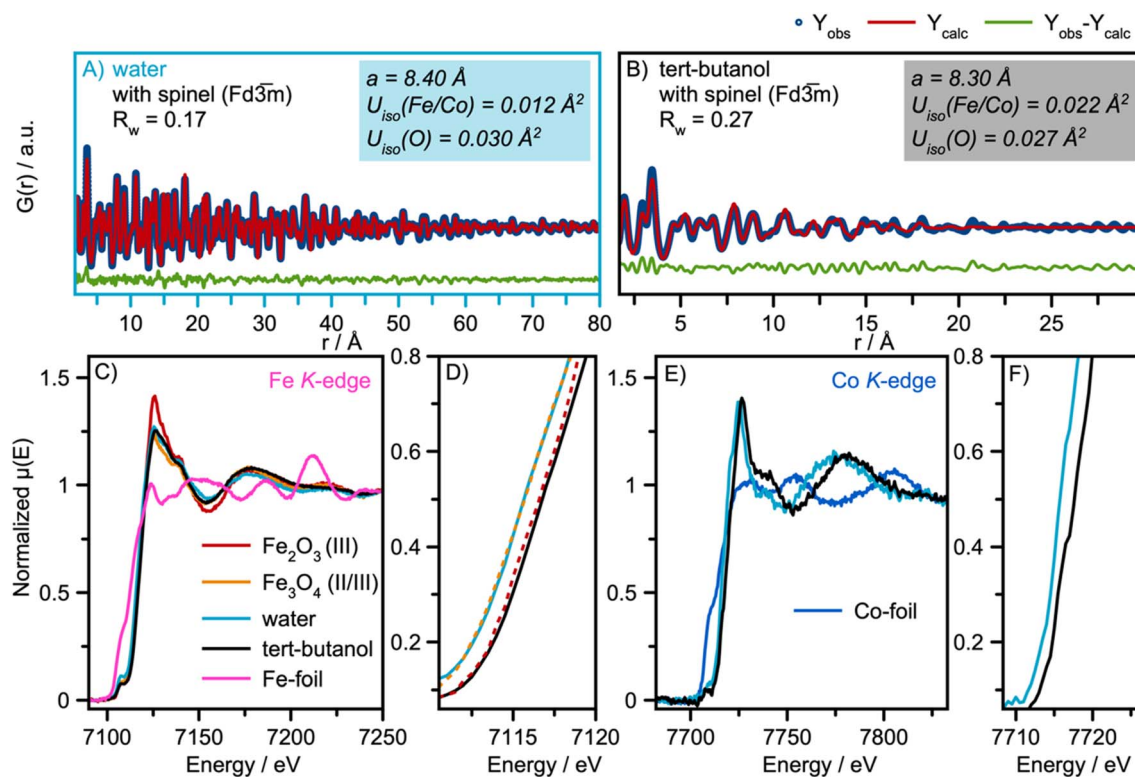 Y_obs Y_calc Y_obs-Y_calc
A) water
with spinel (Fd3̅m)
R_w = 0.17
a = 8.40 Å
U_iso(Fe/Co) = 0.012 Å²
U_iso(O) = 0.030 Å²
B) tert-butanol
with spinel (Fd3̅m)
R_w = 0.27
a = 8.30 Å
U_iso(Fe/Co) = 0.022 Å²
U_iso(O) = 0.027 Å²
G(r) / a.u.
10 20 30 40 50 60 70 80
r / Å
5 10 15 20 25
r / Å
C) Fe K-edge
1.5
1
0.5
0
Normalized µ(E)
Fe₂O₃ (III)
Fe₃O₄ (II/III)
water
tert-butanol
Fe-foil
7100 7150 7200 7250
Energy / eV
D)
0.8
0.6
0.4
0.2
7115 7120
Energy / eV
E) Co K-edge
1.5
1
0.5
0
Co-foil
7700 7750 7800
Energy / eV
F)
0.8
0.6
0.4
0.2
7710 7720
Energy / eV